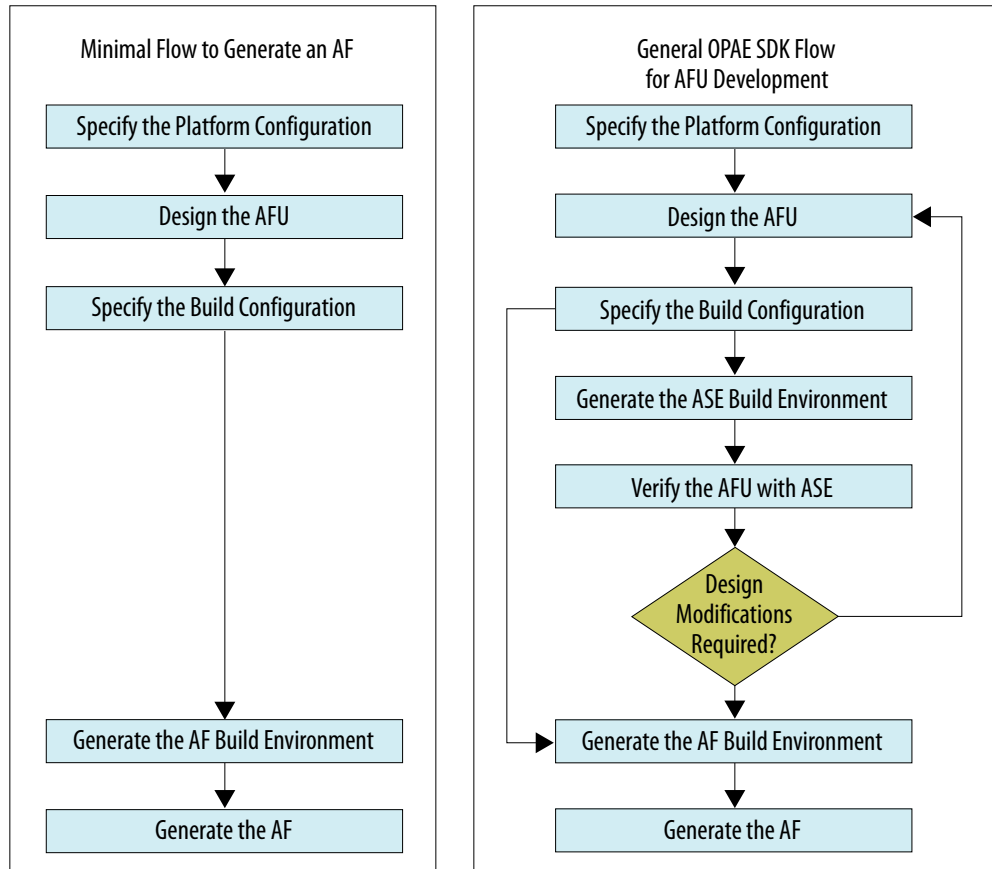 Minimal Flow to Generate an AF
Specify the Platform Configuration
Design the AFU
Specify the Build Configuration
Generate the AF Build Environment
Generate the AF
General OPAE SDK Flow
for AFU Development
Specify the Platform Configuration
Design the AFU
Specify the Build Configuration
Generate the ASE Build Environment
Verify the AFU with ASE
Design
Modifications
Required?
Generate the AF Build Environment
Generate the AF